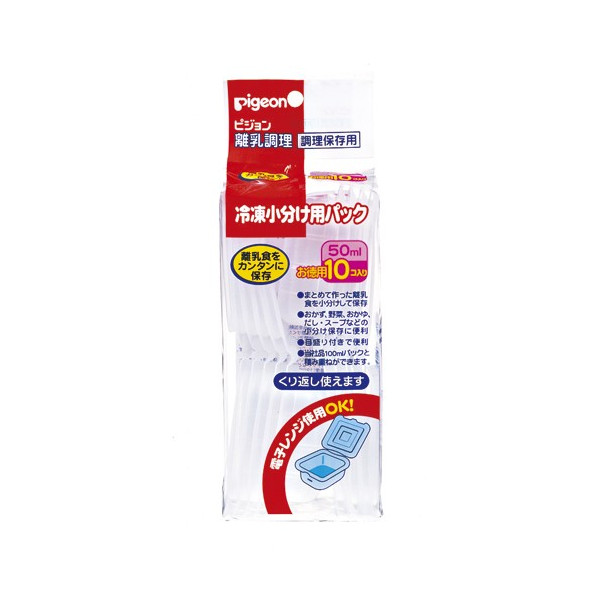 pigeon
ピジョン
離乳調理 調理保存用
冷凍小分け用パック
離乳食を
カンタンに
保存
50ml
お徳用10コ入り
●まとめて作った離乳
食を小分けして保存
●おかず、野菜、おかゆ、
だし・スープなどの
小分け保存に便利
●目盛り付きで便利
●当社品100mlパックと
積み重ねができます。
くり返し使えます
電子レンジ使用OK!